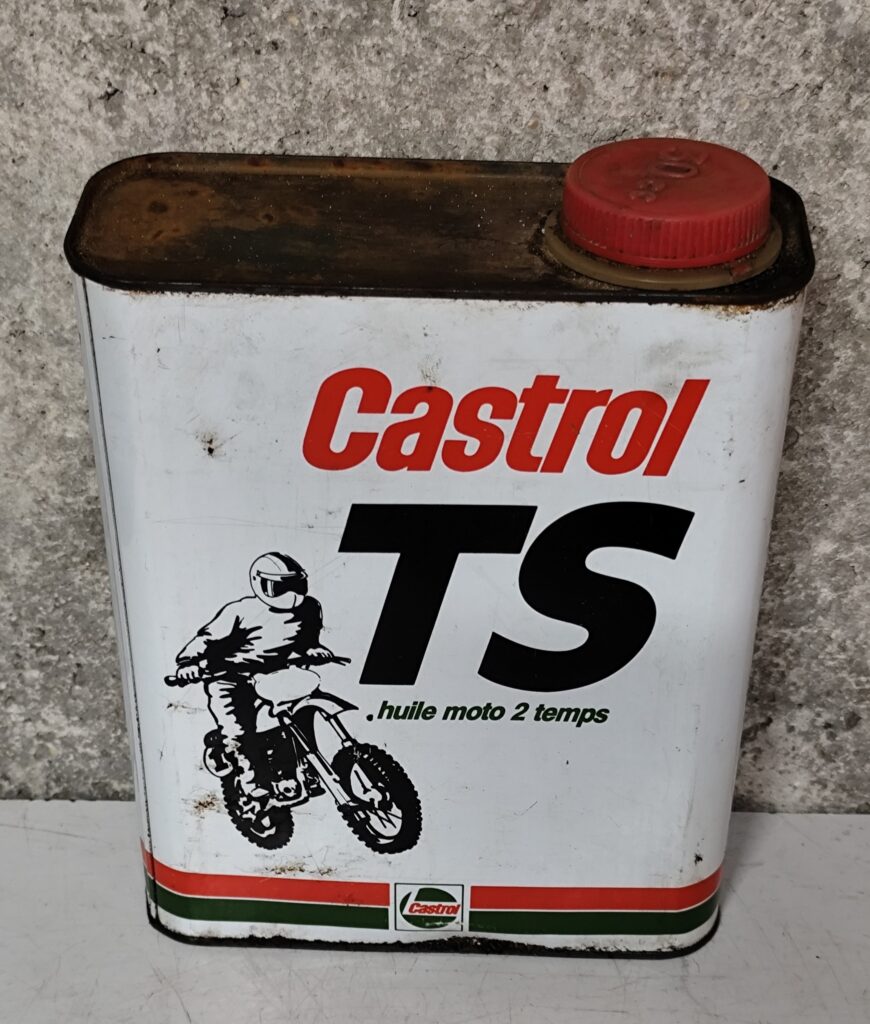 Castrol
TS
huile moto 2 temps
Castrol